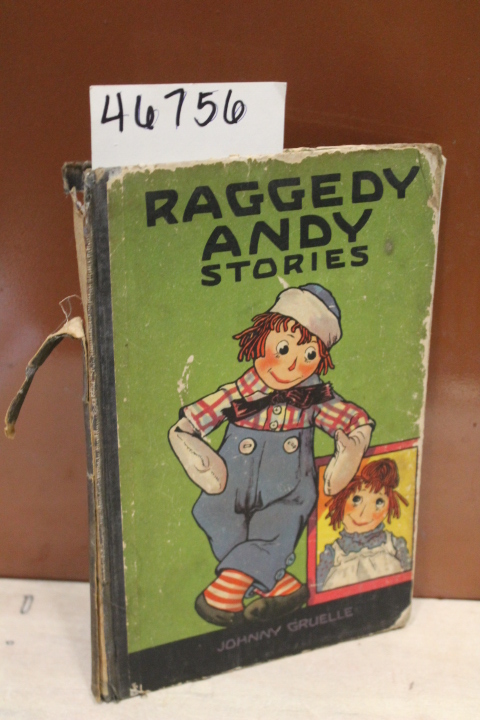 46756
RAGGEDY
ANDY
STORIES
JOHNNY GRUELLE